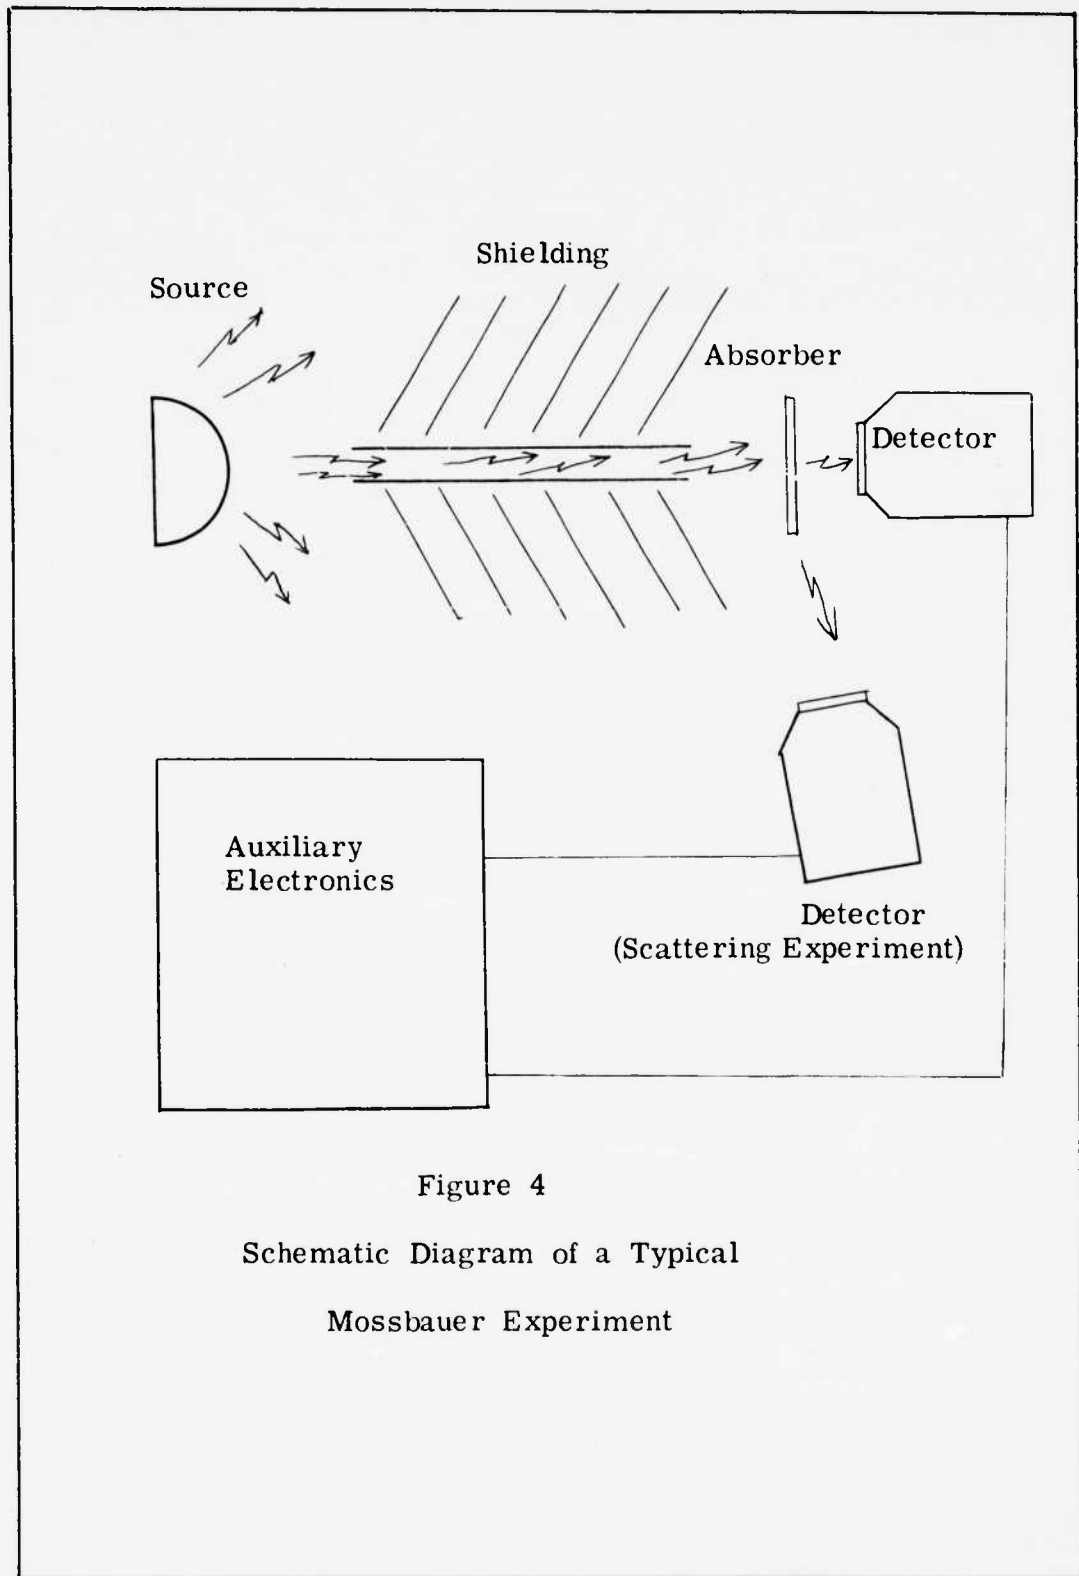 Shielding
Source
Absorber
Detector
Auxiliary
Electronics
Detector
(Scattering Experiment)
Figure 4
Schematic Diagram of a Typical
Mossbauer Experiment